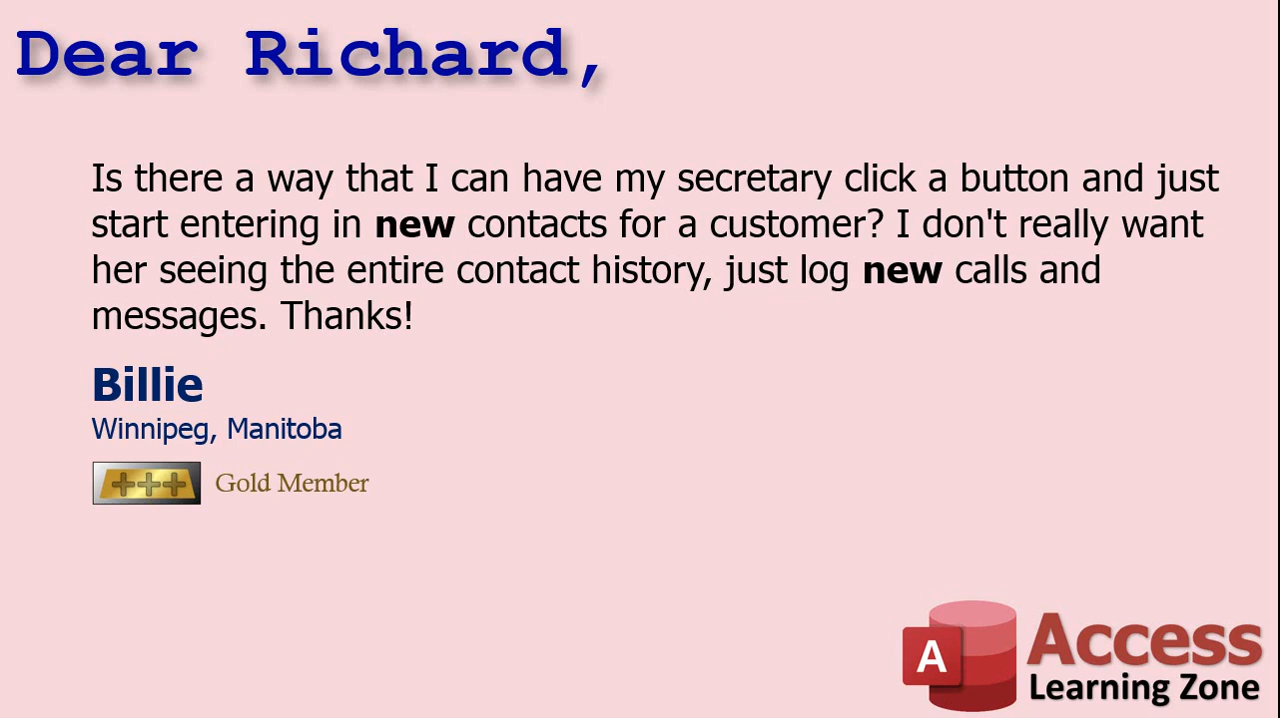 Dear Richard,
Is there a way that I can have my secretary click a button and just
start entering in new contacts for a customer? I don't really want
her seeing the entire contact history, just log new calls and
messages. Thanks!
Billie
Winnipeg, Manitoba
+++ Gold Member
A Access
Learning Zone